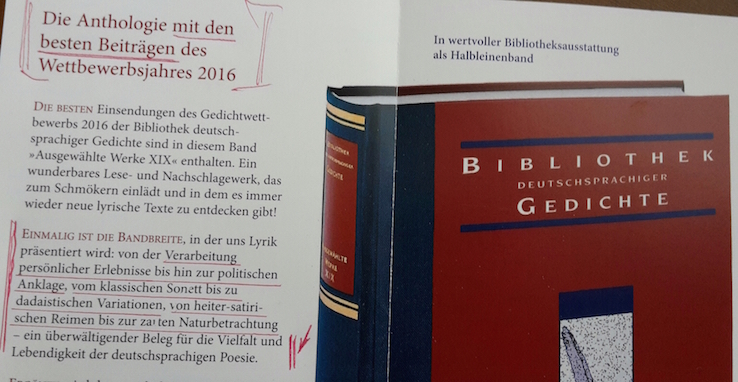 Die Anthologie mit den
besten Beiträgen des
Wettbewerbsjahres 2016
DIE BESTEN Einsendungen des Gedichtwett-
bewerbs 2016 der Bibliothek deutsch-
sprachiger Gedichte sind in diesem Band
»Ausgewählte Werke XIX« enthalten. Ein
wunderbares Lese- und Nachschlagewerk, das
zum Schmökern einlädt und in dem es immer
wieder neue lyrische Texte zu entdecken gibt!
EINMALIG IST DIE BANDBREITE, in der uns Lyrik
präsentiert wird: von der Verarbeitung
persönlicher Erlebnisse bis hin zur politischen
Anklage, vom klassischen Sonett bis zu
dadaistischen Variationen, von heiter-satiri-
schen Reimen bis zur zarten Naturbetrachtung
– ein überwältigender Beleg für die Vielfalt und
Lebendigkeit der deutschsprachigen Poesie.
In wertvoller Bibliotheksausstattung
als Halbleinenband
BIBLIOTHEK
DEUTSCHSPRACHIGER
GEDICHTE
BIBLIOTHEK
DEUTSCHSPRACHIGER
GEDICHTE
WERKE
XIX